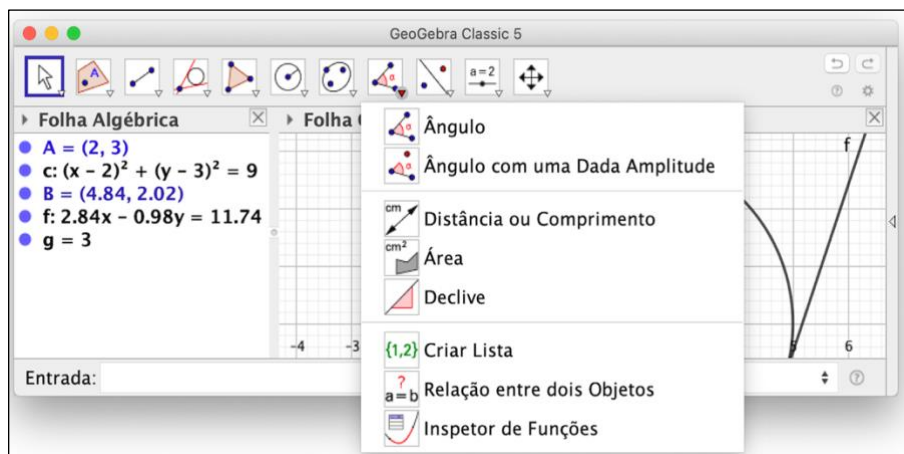 GeoGebra Classic 5
A
α
a=2
Folha Algébrica
Folha
A = (2, 3)
c: (x – 2)² + (y – 3)² = 9
B = (4.84, 2.02)
f: 2.84x – 0.98y = 11.74
g = 3
f
α Ângulo
α Ângulo com uma Dada Amplitude
cm Distância ou Comprimento
cm² Área
Declive
{1,2} Criar Lista
? a=b Relação entre dois Objetos
Inspetor de Funções
-4 -3
6
Entrada: